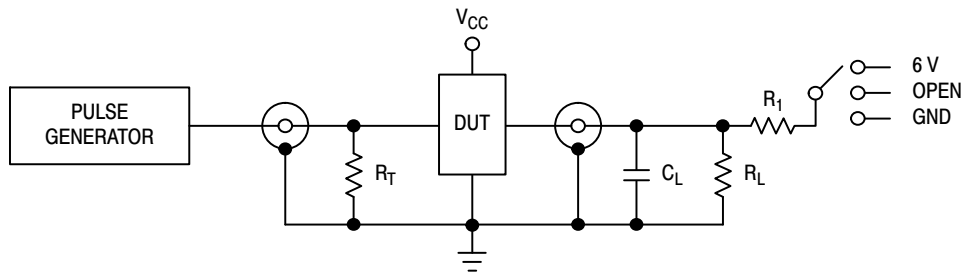 V_CC
PULSE
GENERATOR
DUT
R_T
C_L
R_L
R_1
6 V
OPEN
GND